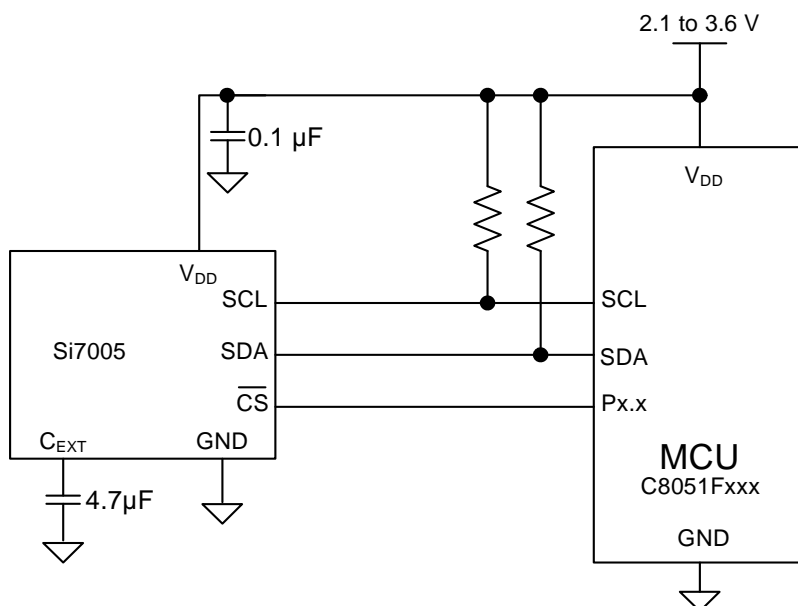 2.1 to 3.6 V
0.1 µF
VDD
VDD
SCL
SCL
Si7005
SDA
SDA
CS
Px.x
CEXT
GND
MCU
C8051Fxxx
4.7µF
GND